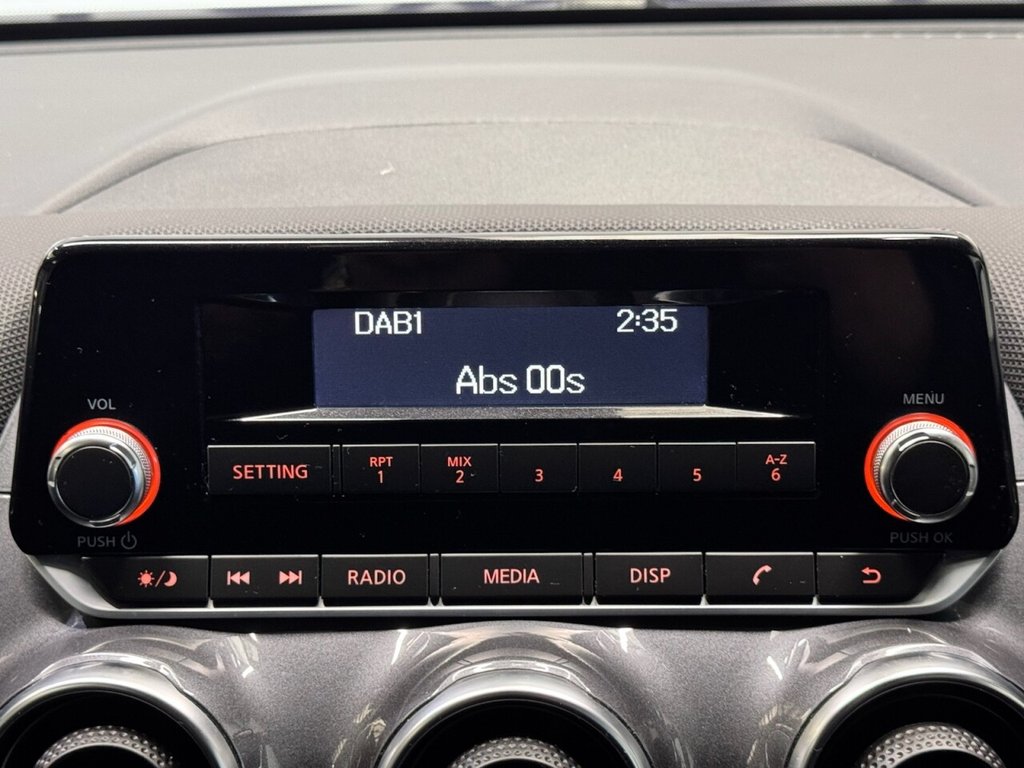 DAB1 2:35
Abs 00s
VOL
MENU
SETTING
RPT
1
MIX
2
3
4
5
A-Z
6
PUSH
PUSH OK
RADIO
MEDIA
DISP